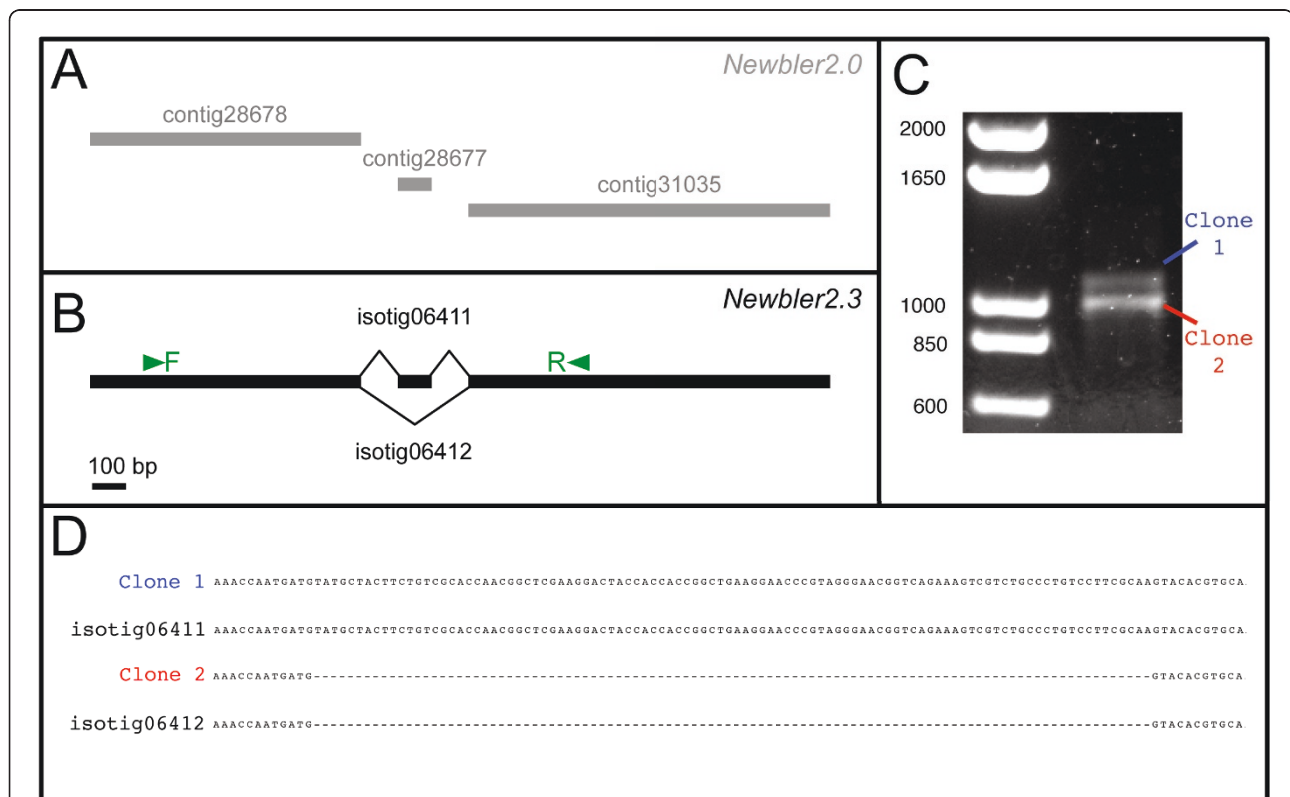 A
Newbler2.0
contig28678
contig28677
contig31035
B
Newbler2.3
isotig06411
F
R
isotig06412
100 bp
C
2000
1650
1000
850
600
Clone
1
Clone
2
D
Clone 1 AAACCAATGATGTATGCTACTTCTGTCGCACCAACGGCTCGAAGGACTACCACCACCGGCTGAAGGAACCCGTAGGGAACGGTCAGAAAGTCGTCTGCCCTGTCCTTCGCAAGTACACGTGCA
isotig06411 AAACCAATGATGTATGCTACTTCTGTCGCACCAACGGCTCGAAGGACTACCACCACCGGCTGAAGGAACCCGTAGGGAACGGTCAGAAAGTCGTCTGCCCTGTCCTTCGCAAGTACACGTGCA
Clone 2 AAACCAATGATG----------------------------------------------------------------------------------------------------GTACACGTGCA
isotig06412 AAACCAATGATG----------------------------------------------------------------------------------------------------GTACACGTGCA